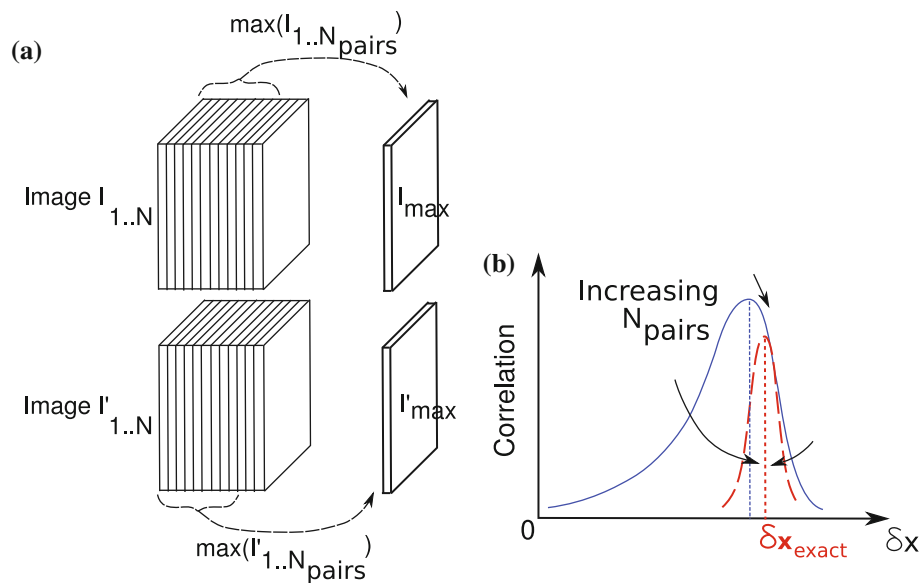 (a)
max(I1..Npairs)
Image I1..N
Imax
Image I'1..N
I'max
max(I'1..Npairs)
(b)
Increasing
Npairs
Correlation
0
δxexact
δx